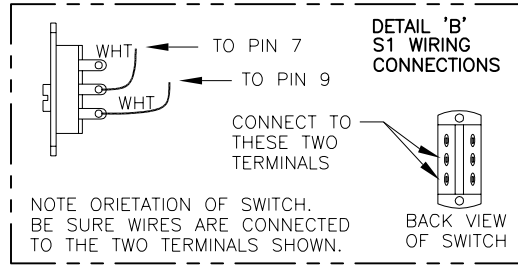 DETAIL 'B'
S1 WIRING
CONNECTIONS
WHT
TO PIN 7
WHT
TO PIN 9
CONNECT TO
THESE TWO
TERMINALS
NOTE ORIETATION OF SWITCH.
BE SURE WIRES ARE CONNECTED
TO THE TWO TERMINALS SHOWN.
BACK VIEW
OF SWITCH